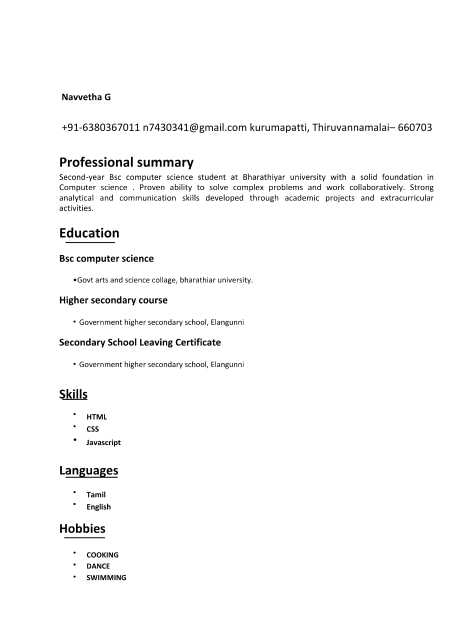 Navvetha G
+91-6380367011 n7430341@gmail.com kurumapatti, Thiruvannamalai– 660703
Professional summary
Second-year Bsc computer science student at Bharathiyar university with a solid foundation in
Computer science . Proven ability to solve complex problems and work collaboratively. Strong
analytical and communication skills developed through academic projects and extracurricular
activities.
Education
Bsc computer science
•Govt arts and science collage, bharathiar university.
Higher secondary course
• Government higher secondary school, Elangunni
Secondary School Leaving Certificate
• Government higher secondary school, Elangunni
Skills
• HTML
• CSS
• Javascript
Languages
• Tamil
• English
Hobbies
• COOKING
• DANCE
• SWIMMING